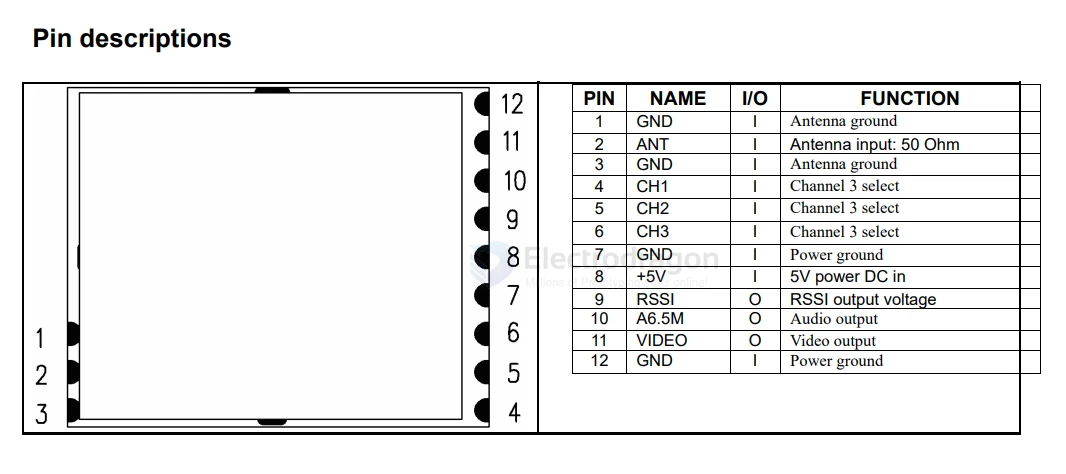 Pin descriptions
12
11
10
9
8
7
1
6
2
5
3
4
PIN NAME I/O FUNCTION
1 GND I Antenna ground
2 ANT I Antenna input: 50 Ohm
3 GND I Antenna ground
4 CH1 I Channel 3 select
5 CH2 I Channel 3 select
6 CH3 I Channel 3 select
7 GND I Power ground
8 +5V I 5V power DC in
9 RSSI O RSSI output voltage
10 A6.5M O Audio output
11 VIDEO O Video output
12 GND I Power ground
Electrodragon